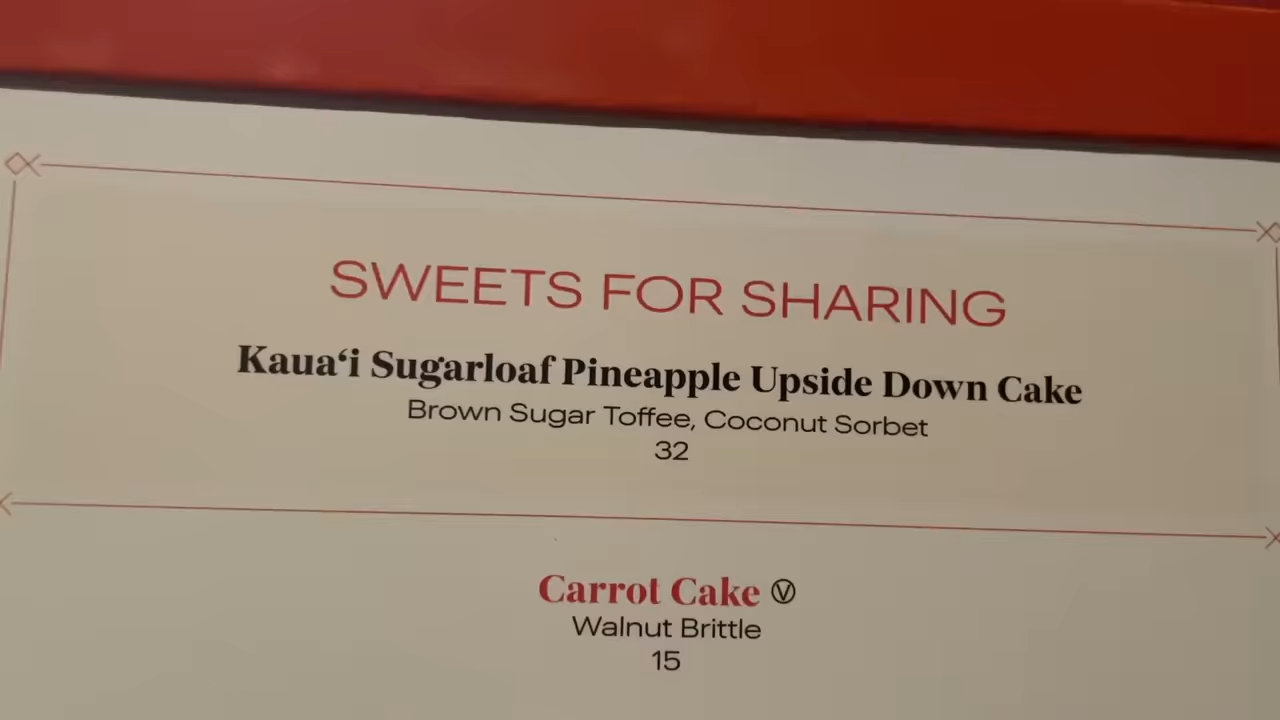 SWEETS FOR SHARING
Kauaʻi Sugarloaf Pineapple Upside Down Cake
Brown Sugar Toffee, Coconut Sorbet
32
Carrot Cake Ⓥ
Walnut Brittle
15